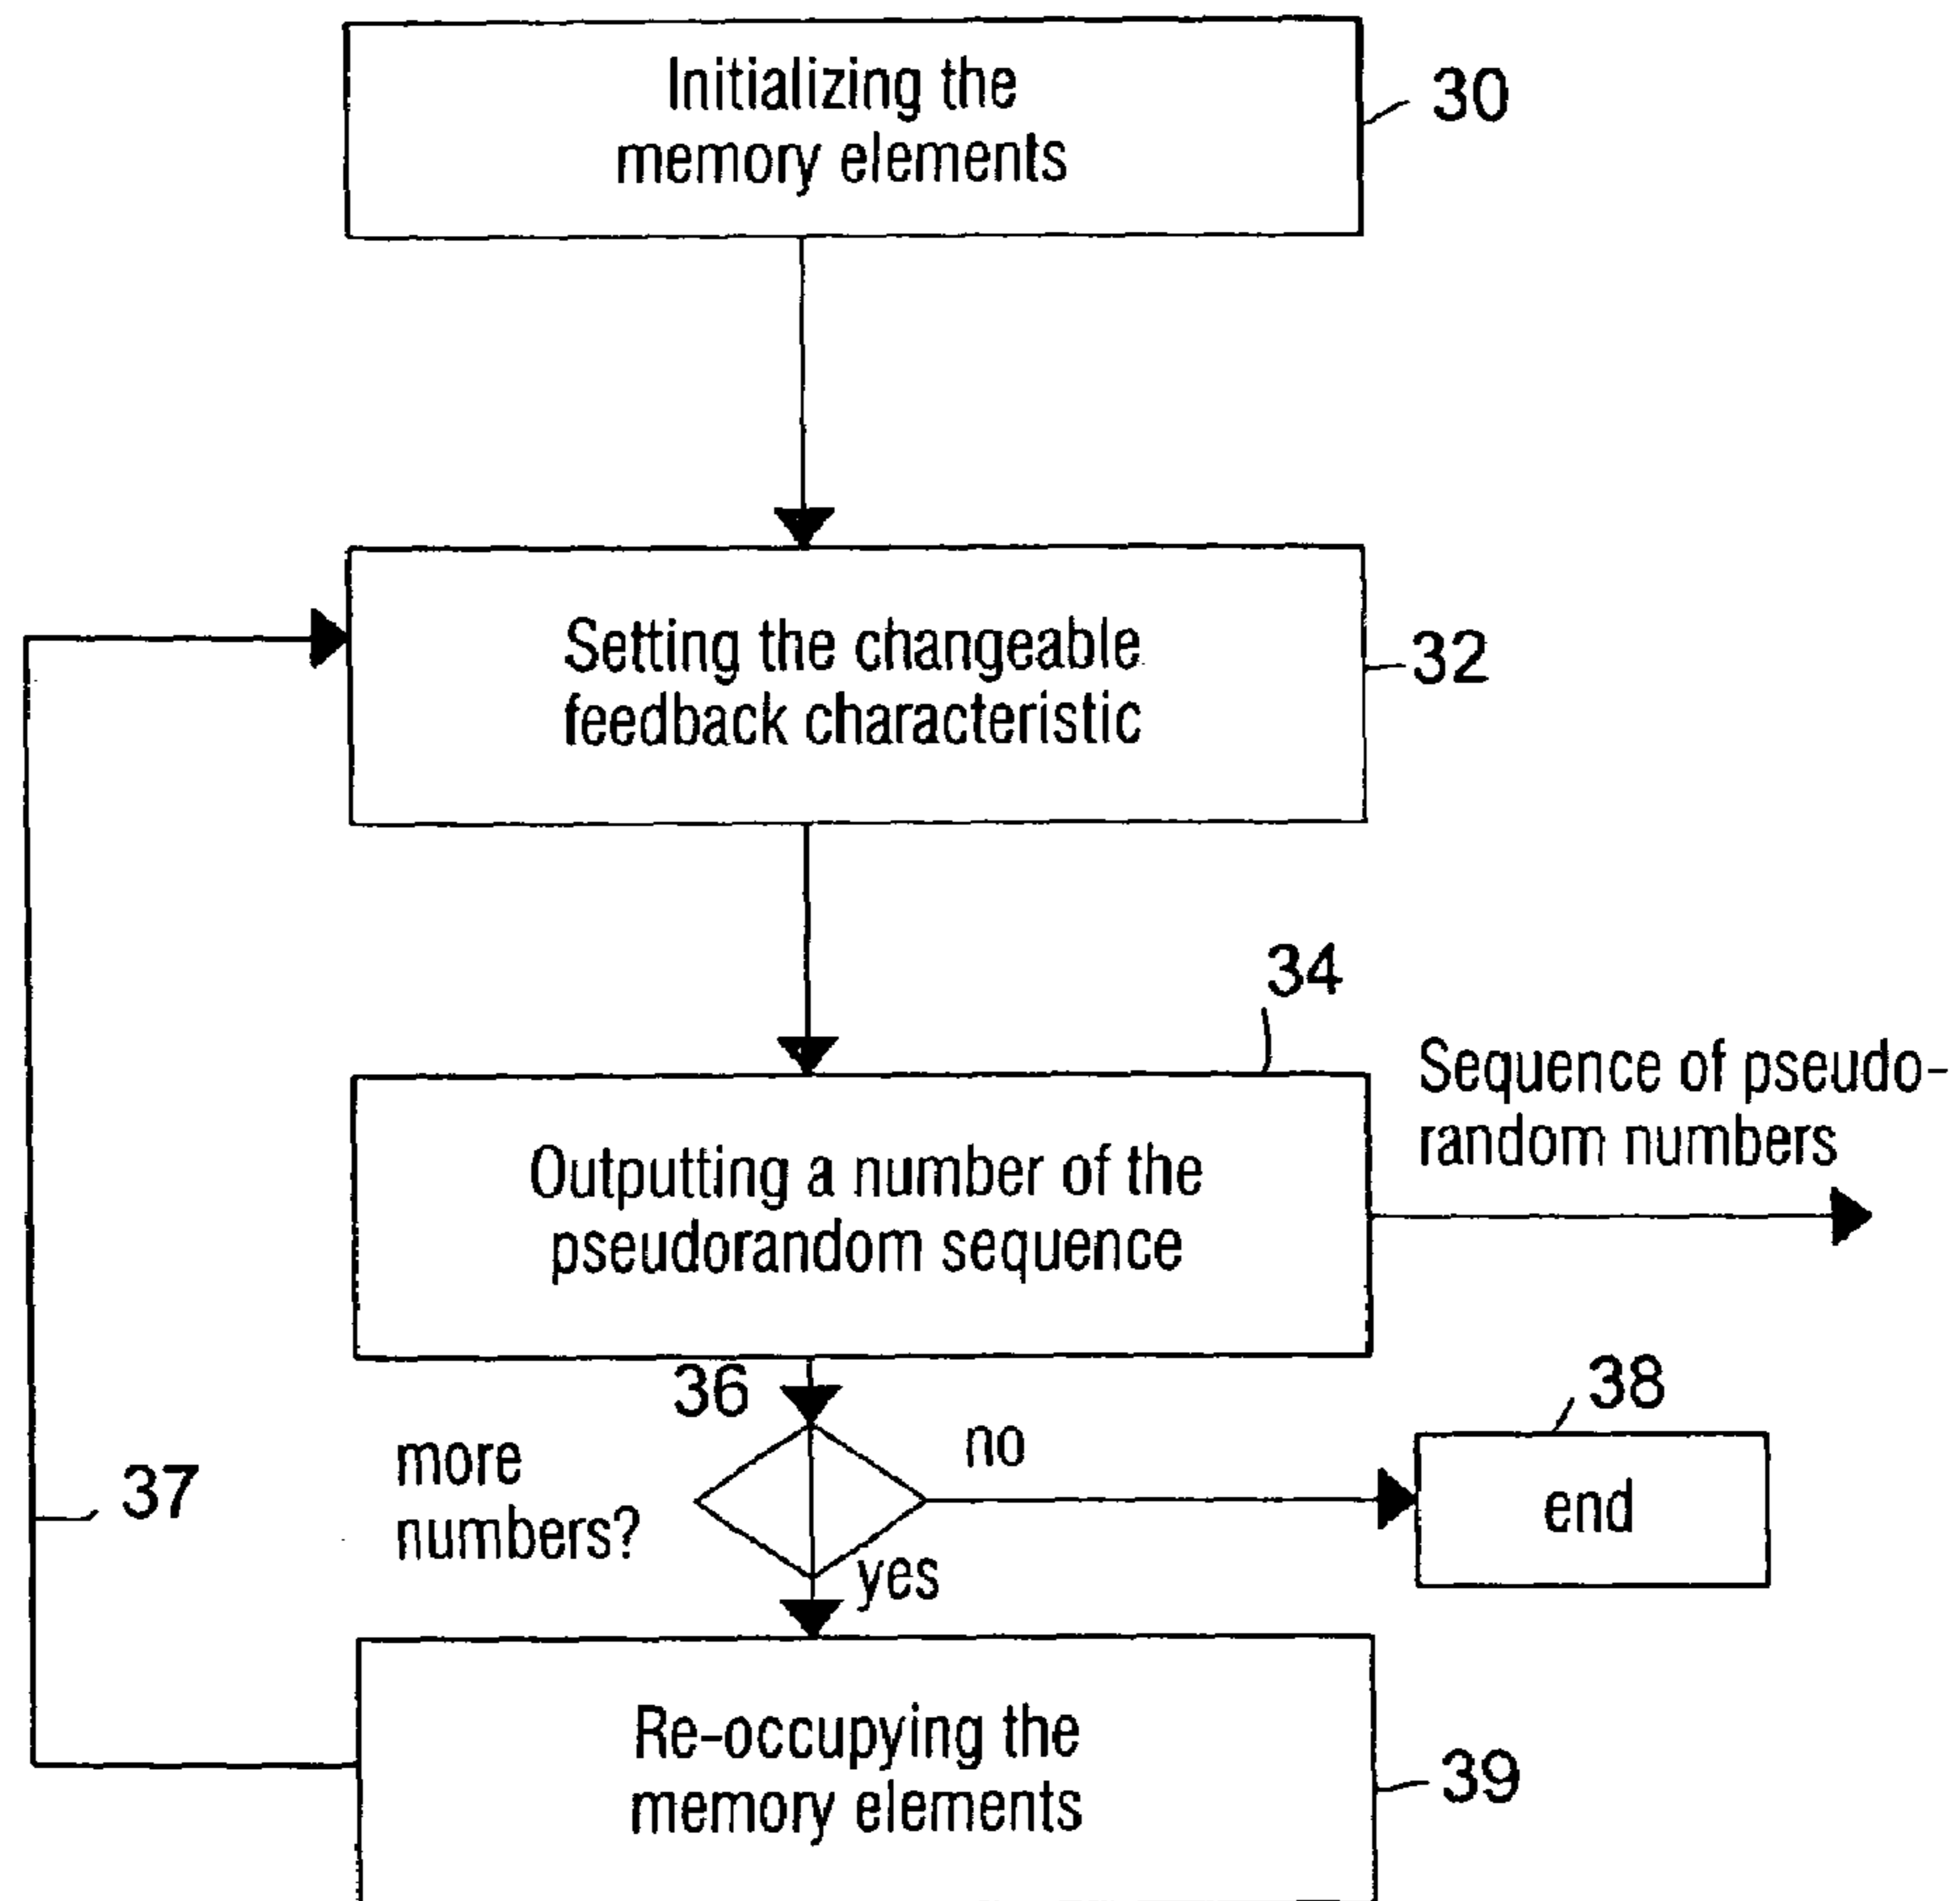 Initializing the
memory elements
30
Setting the changeable
feedback characteristic
32
34
Sequence of pseudo-
random numbers
Outputting a number of the
pseudorandom sequence
36
38
no
more
numbers?
37
end
yes
Re-occupying the
memory elements
39